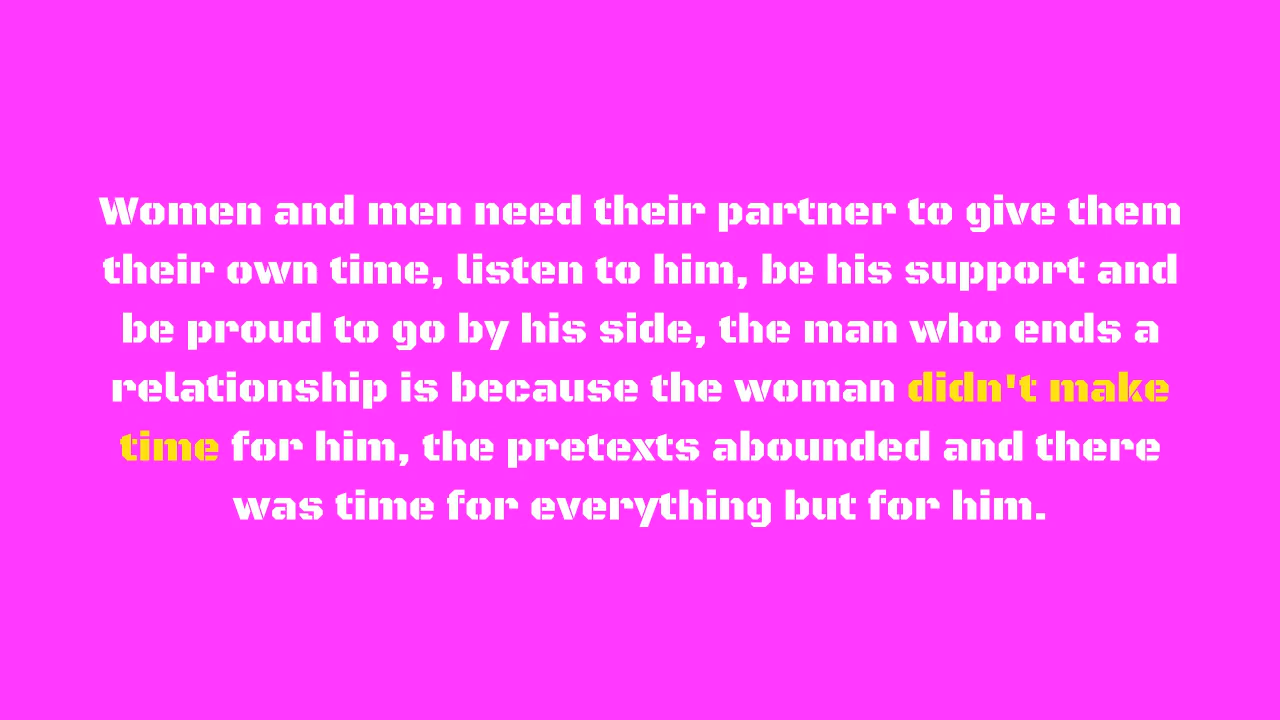 Women and men need their partner to give them
their own time, listen to him, be his support and
be proud to go by his side, the man who ends a
relationship is because the woman didn't make
time for him, the pretexts abounded and there
was time for everything but for him.